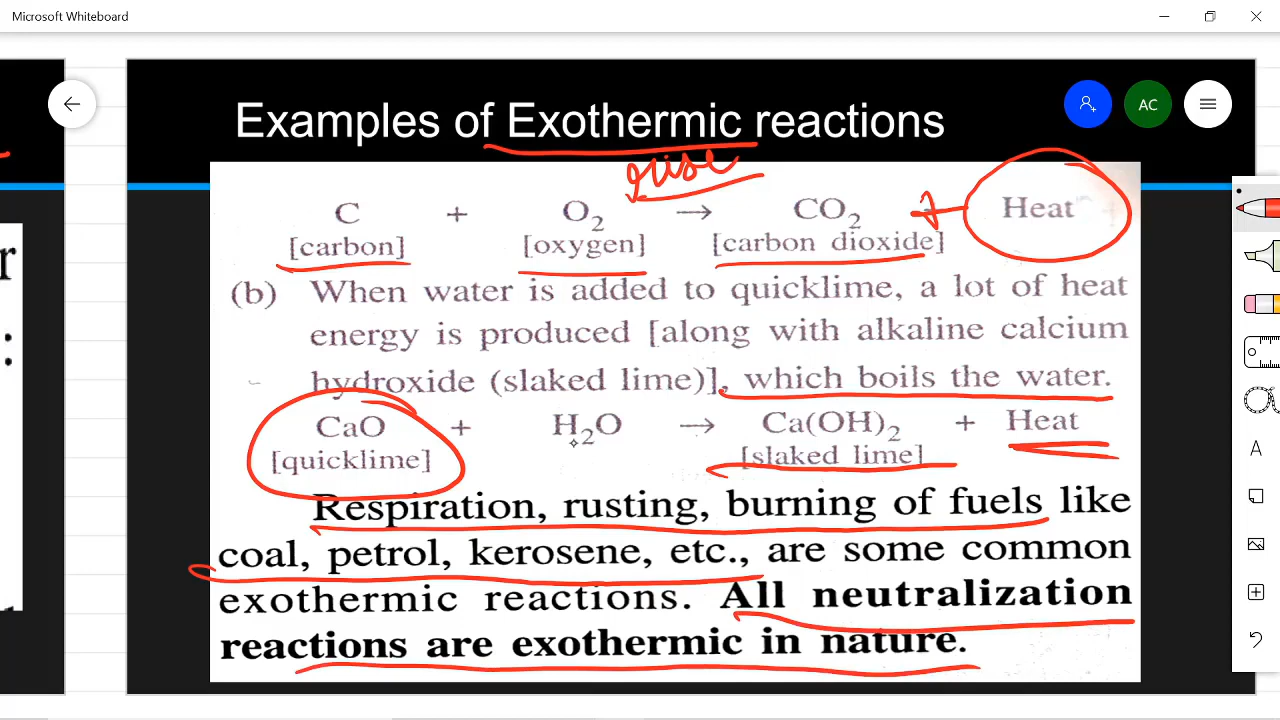 Microsoft Whiteboard
AC
Examples of Exothermic reactions
rise
C + O₂ → CO₂ + Heat
[carbon] [oxygen] [carbon dioxide]
(b) When water is added to quicklime, a lot of heat
energy is produced [along with alkaline calcium
hydroxide (slaked lime)], which boils the water.
CaO + H₂O → Ca(OH)₂ + Heat
[quicklime] [slaked lime]
Respiration, rusting, burning of fuels like
coal, petrol, kerosene, etc., are some common
exothermic reactions. All neutralization
reactions are exothermic in nature.
r
:
A